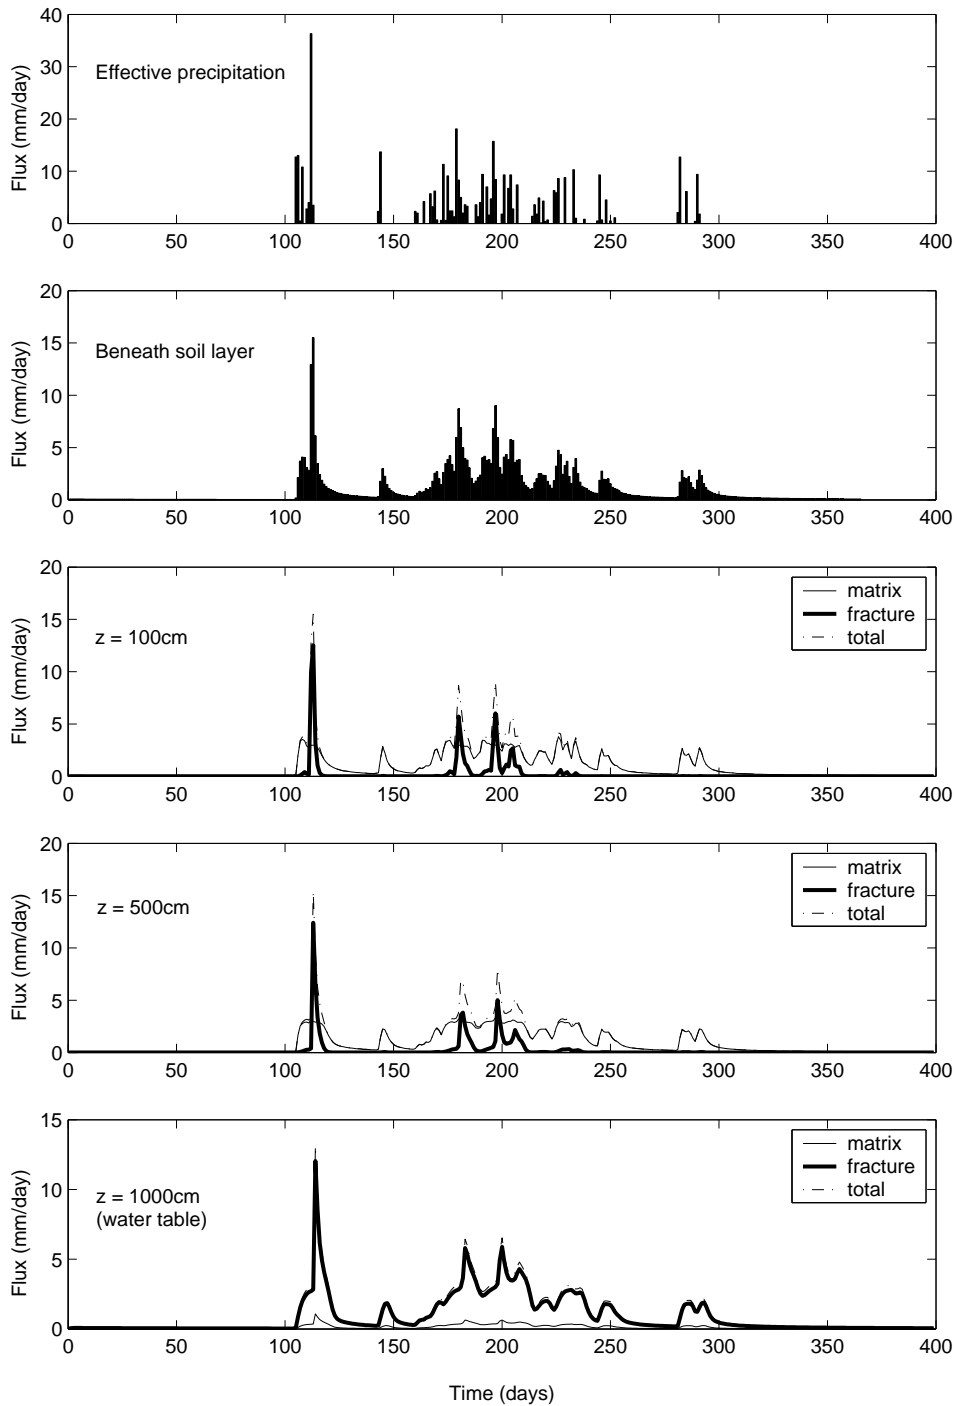 40
30
20
10
0
Flux (mm/day)
Effective precipitation
0 50 100 150 200 250 300 350 400
20
15
10
5
0
Flux (mm/day)
Beneath soil layer
0 50 100 150 200 250 300 350 400
20
15
10
5
0
Flux (mm/day)
z = 100cm
matrix
fracture
total
0 50 100 150 200 250 300 350 400
20
15
10
5
0
Flux (mm/day)
z = 500cm
matrix
fracture
total
0 50 100 150 200 250 300 350 400
15
10
5
0
Flux (mm/day)
z = 1000cm
(water table)
matrix
fracture
total
0 50 100 150 200 250 300 350 400
Time (days)